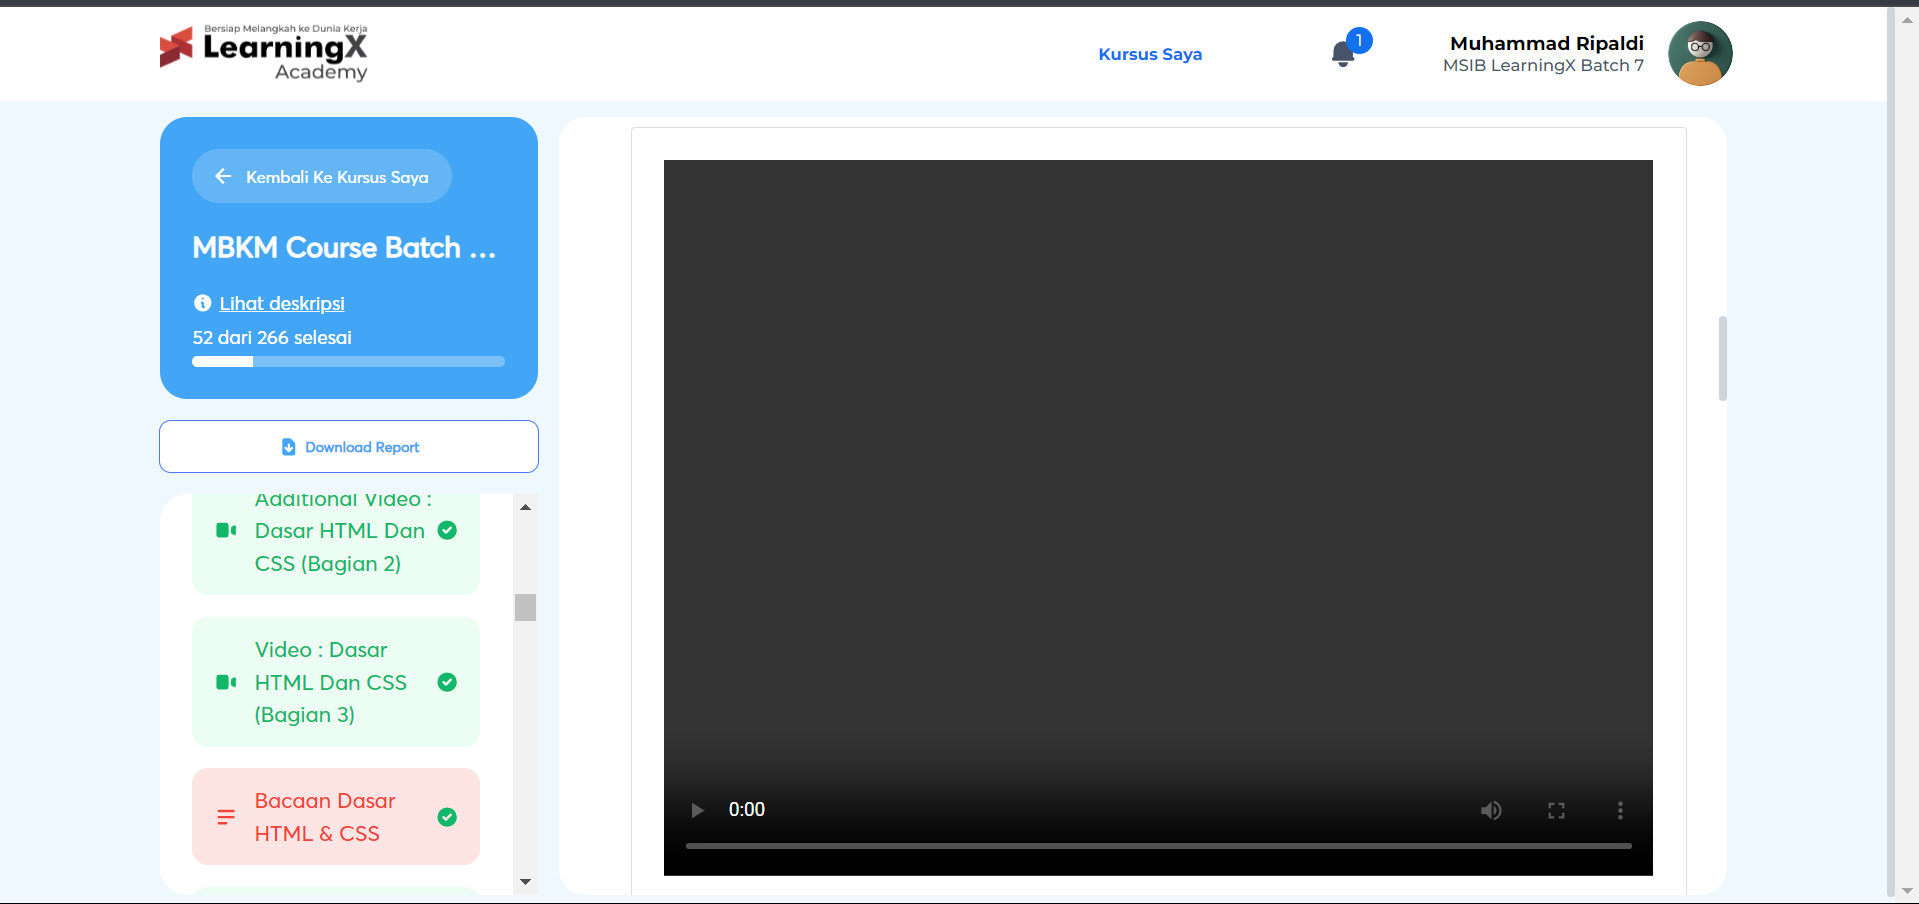 Bersiap Melangkah ke Dunia Kerja
LearningX
Academy
Kursus Saya
1
Muhammad Ripaldi
MSIB LearningX Batch 7
Kembali Ke Kursus Saya
MBKM Course Batch ...
Lihat deskripsi
52 dari 266 selesai
Download Report
Additional Video :
Dasar HTML Dan
CSS (Bagian 2)
Video : Dasar
HTML Dan CSS
(Bagian 3)
Bacaan Dasar
HTML & CSS
0:00